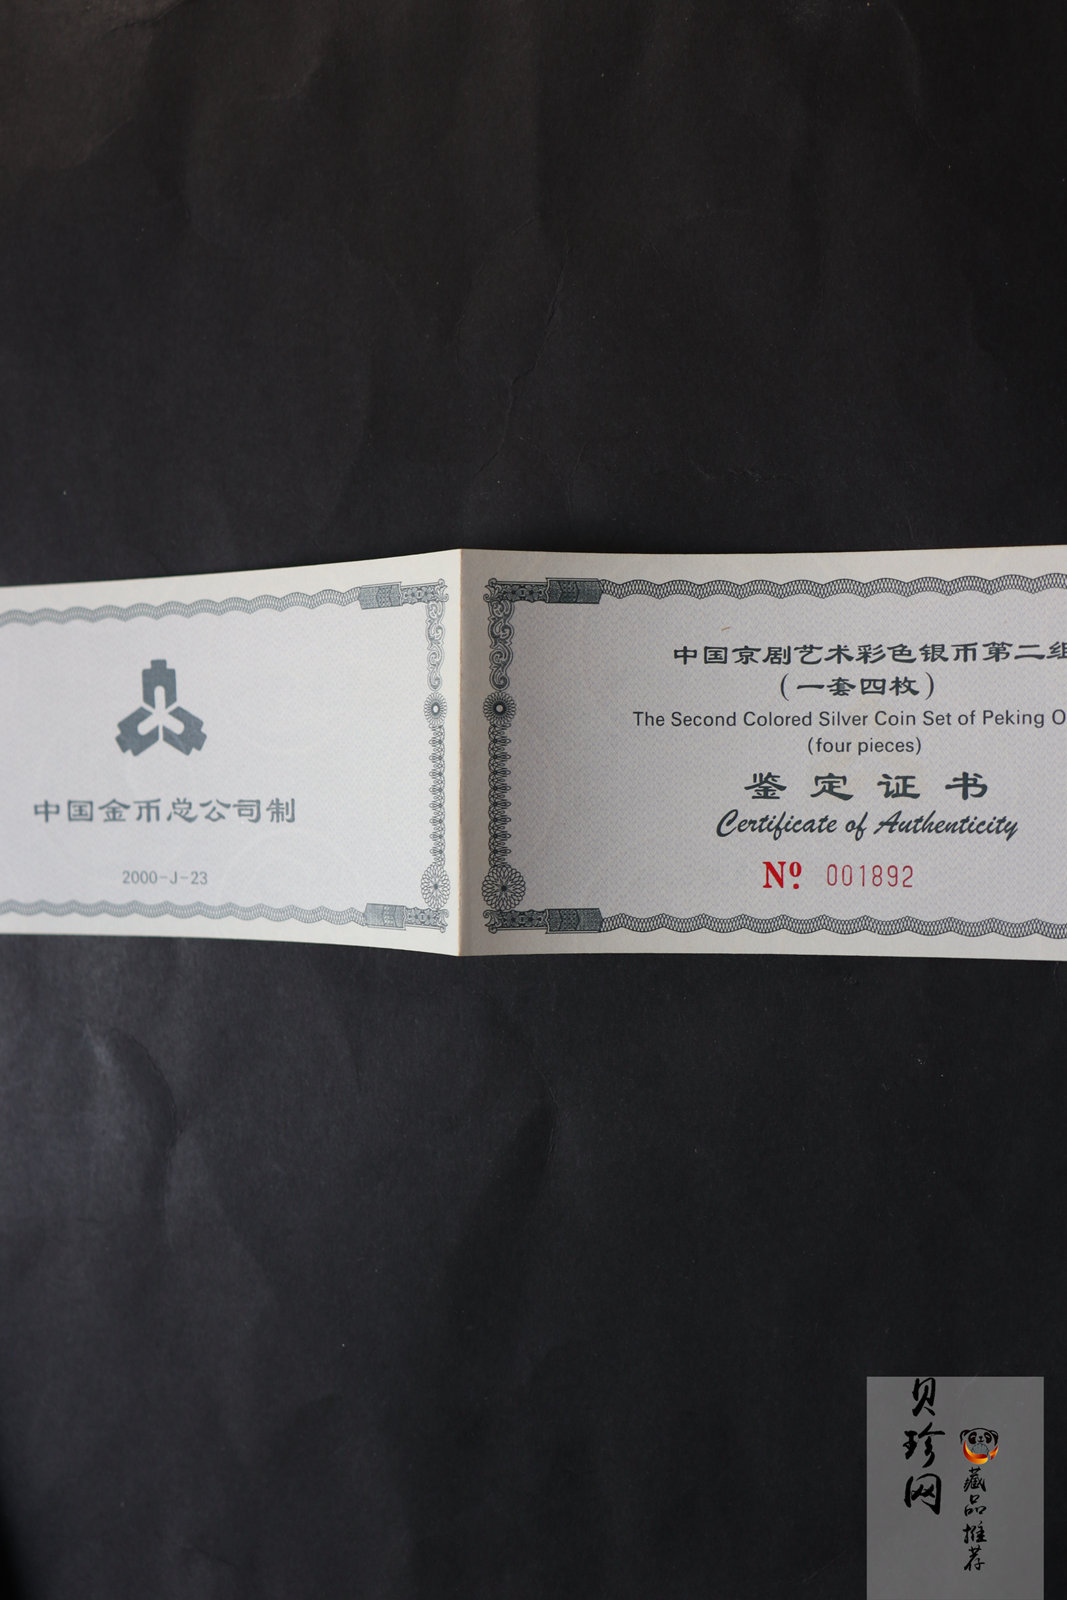 中国金币总公司制
2000-J-23
中国京剧艺术彩色银币第二组
(一套四枚)
The Second Colored Silver Coin Set of Peking O
(four pieces)
鉴定证书
Certificate of Authenticity
Nº. 001892
贝珍网
藏品推荐